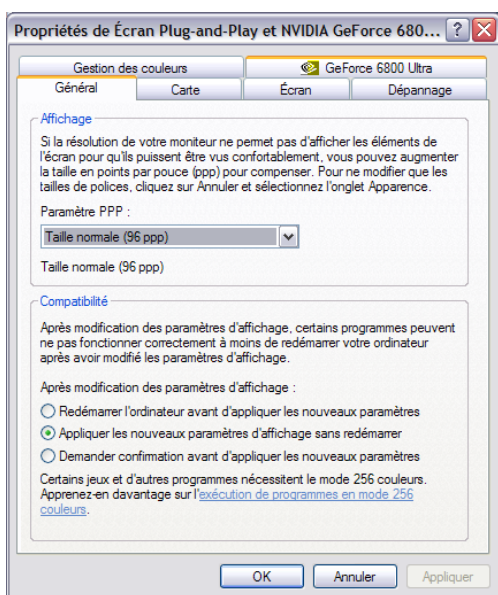 Propriétés de Écran Plug-and-Play et NVIDIA GeForce 680...
Gestion des couleurs
GeForce 6800 Ultra
Général
Carte
Écran
Dépannage
Affichage
Si la résolution de votre moniteur ne permet pas d'afficher les éléments de
l'écran pour qu'ils puissent être vus confortablement, vous pouvez augmenter
la taille en points par pouce (ppp) pour compenser. Pour ne modifier que les
tailles de polices, cliquez sur Annuler et sélectionnez l'onglet Apparence.
Paramètre PPP :
Taille normale (96 ppp)
Taille normale (96 ppp)
Compatibilité
Après modification des paramètres d'affichage, certains programmes peuvent
ne pas fonctionner correctement à moins de redémarrer votre ordinateur
après avoir modifié les paramètres d'affichage.
Après modification des paramètres d'affichage :
Redémarrer l'ordinateur avant d'appliquer les nouveaux paramètres
Appliquer les nouveaux paramètres d'affichage sans redémarrer
Demander confirmation avant d'appliquer les nouveaux paramètres
Certains jeux et d'autres programmes nécessitent le mode 256 couleurs.
Apprenez-en davantage sur l'exécution de programmes en mode 256
couleurs.
OK
Annuler
Appliquer